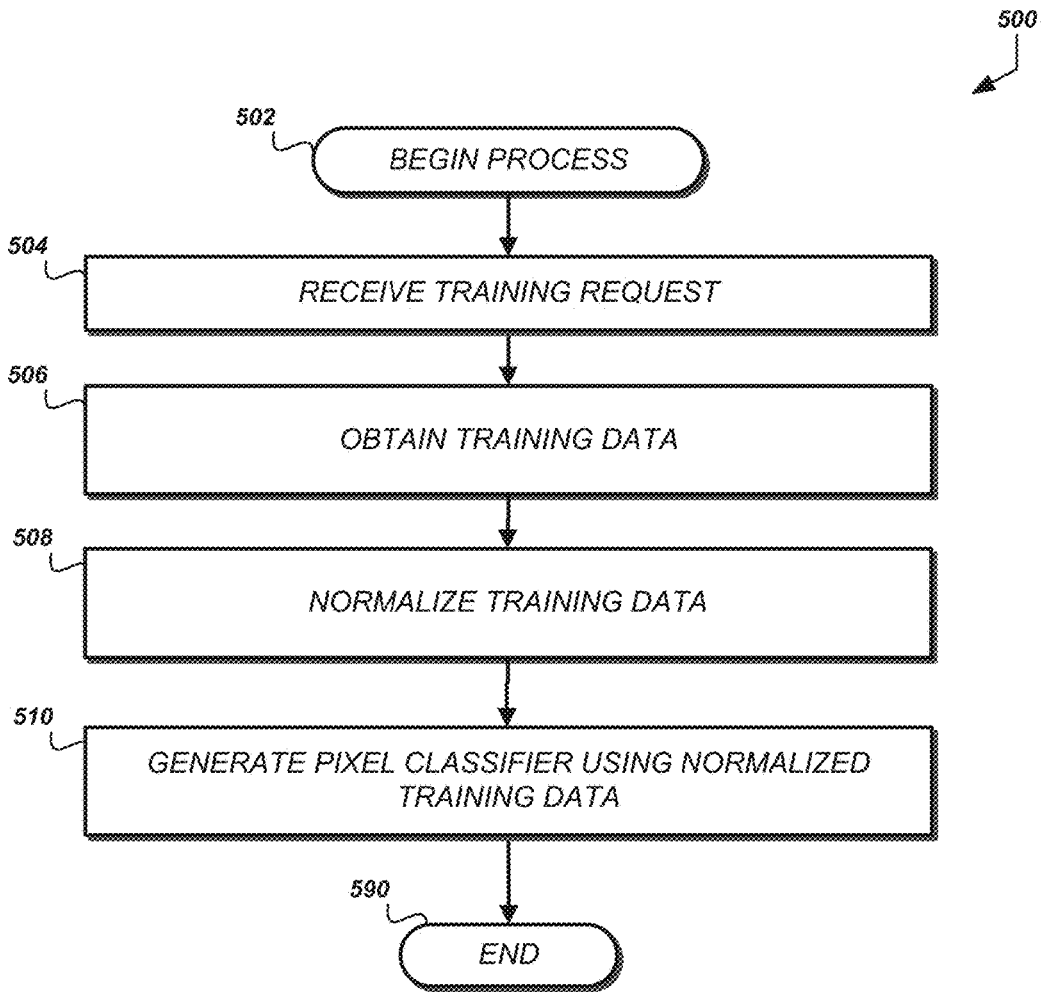 500
502
BEGIN PROCESS
504
RECEIVE TRAINING REQUEST
506
OBTAIN TRAINING DATA
508
NORMALIZE TRAINING DATA
510
GENERATE PIXEL CLASSIFIER USING NORMALIZED
TRAINING DATA
590
END